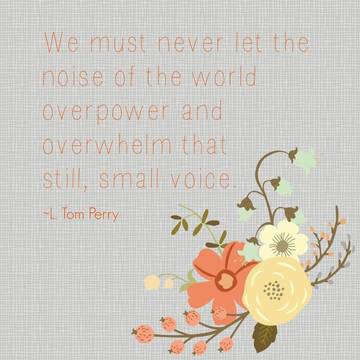 We must never let the
noise of the world
overpower and
overwhelm that
still, small voice.
~L. Tom Perry